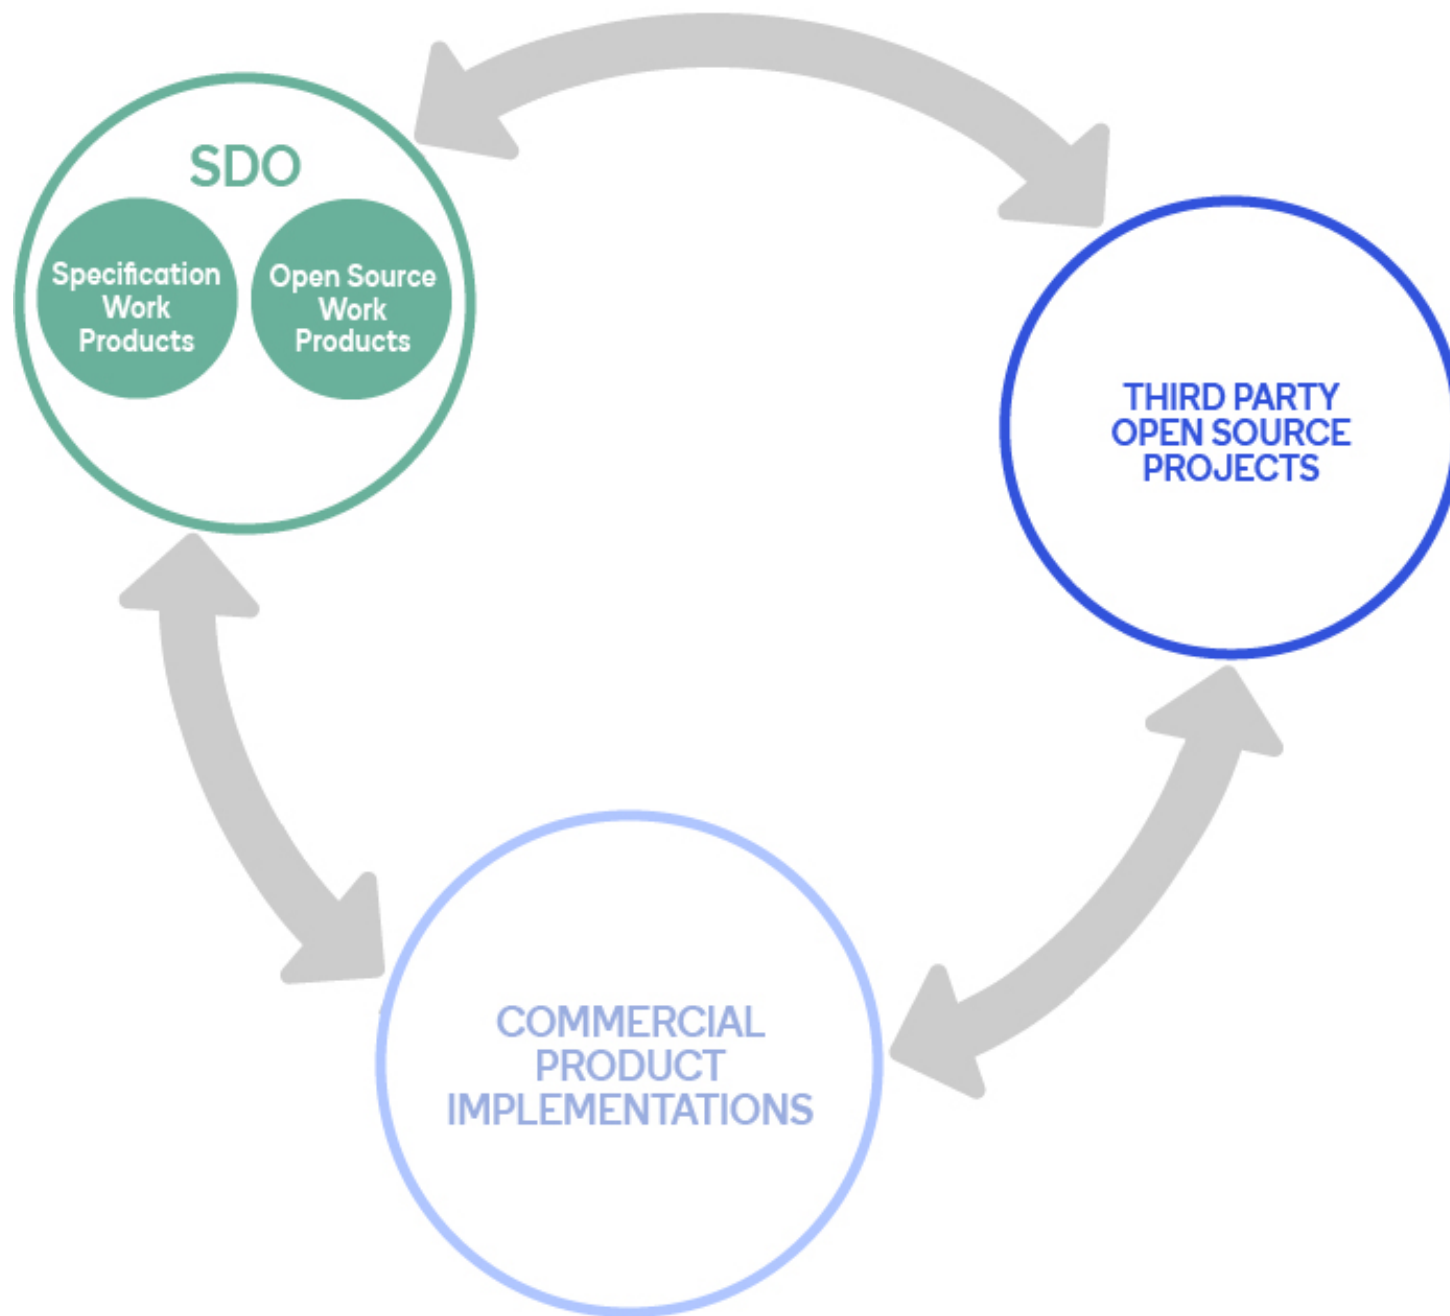 SDO
Specification
Work
Products
Open Source
Work
Products
THIRD PARTY
OPEN SOURCE
PROJECTS
COMMERCIAL
PRODUCT
IMPLEMENTATIONS